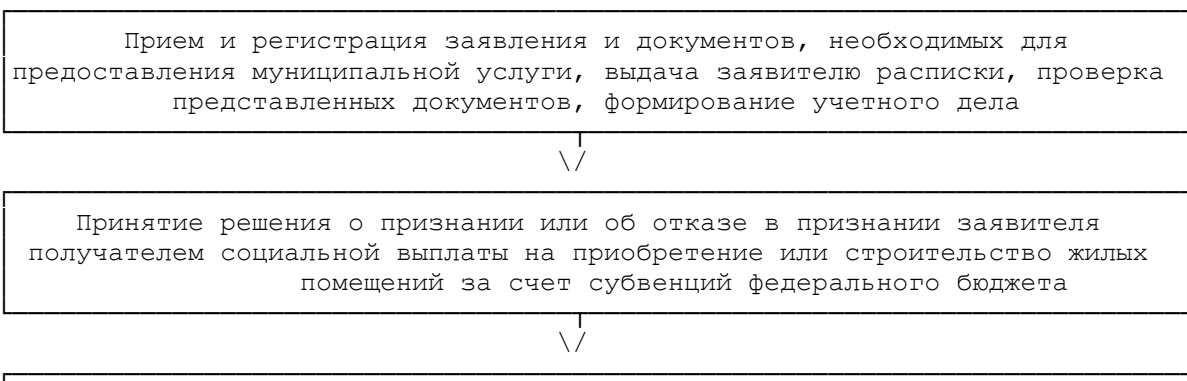 Прием и регистрация заявления и документов, необходимых для
предоставления муниципальной услуги, выдача заявителю расписки, проверка
представленных документов, формирование учетного дела
\/
Принятие решения о признании или об отказе в признании заявителя
получателем социальной выплаты на приобретение или строительство жилых
помещений за счет субвенций федерального бюджета
\/